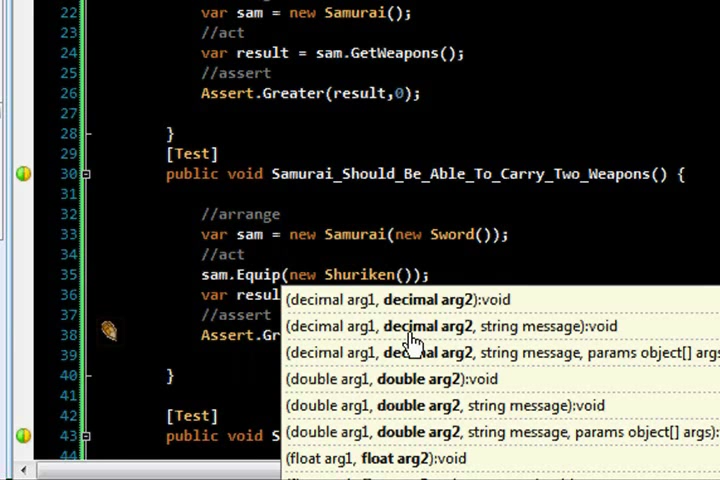 22 var sam = new Samurai();
23 //act
24 var result = sam.GetWeapons();
25 //assert
26 Assert.Greater(result,0);
27
28 }
29 [Test]
30 public void Samurai_Should_Be_Able_To_Carry_Two_Weapons() {
31
32 //arrange
33 var sam = new Samurai(new Sword());
34 //act
35 sam.Equip(new Shuriken());
36 var resul
37 //assert
38 Assert.Gr
39
40 }
41
42 [Test]
43 public void S
44
(decimal arg1, decimal arg2):void
(decimal arg1, decimal arg2, string message):void
(decimal arg1, decimal arg2, string message, params object[] args
(double arg1, double arg2):void
(double arg1, double arg2, string message):void
(double arg1, double arg2, string message, params object[] args):
(float arg1, float arg2):void